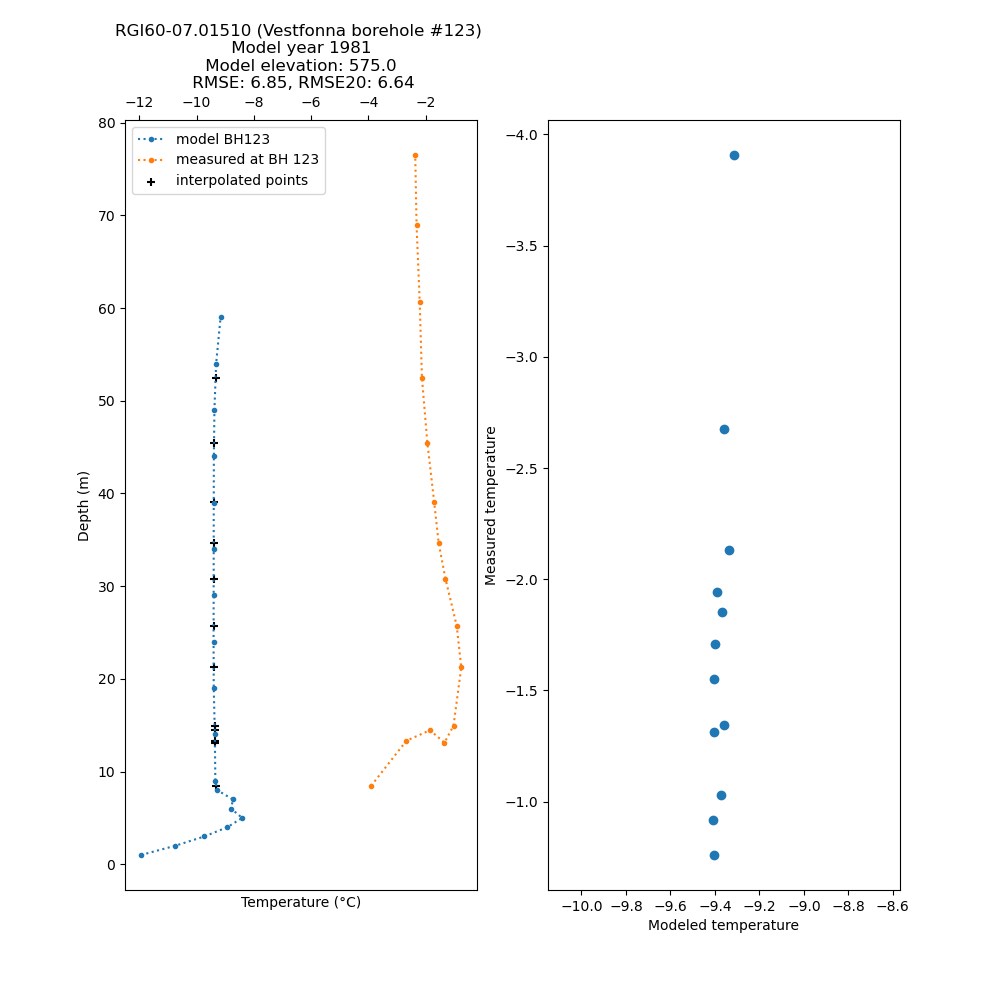 RGI60-07.01510 (Vestfonna borehole #123)
Model year 1981
Model elevation: 575.0
RMSE: 6.85, RMSE20: 6.64
−12 −10 −8 −6 −4 −2
model BH123
measured at BH 123
interpolated points
80
70
60
50
40
30
20
10
0
Depth (m)
Temperature (°C)
−4.0
−3.5
−3.0
−2.5
−2.0
−1.5
−1.0
Measured temperature
−10.0 −9.8 −9.6 −9.4 −9.2 −9.0 −8.8 −8.6
Modeled temperature